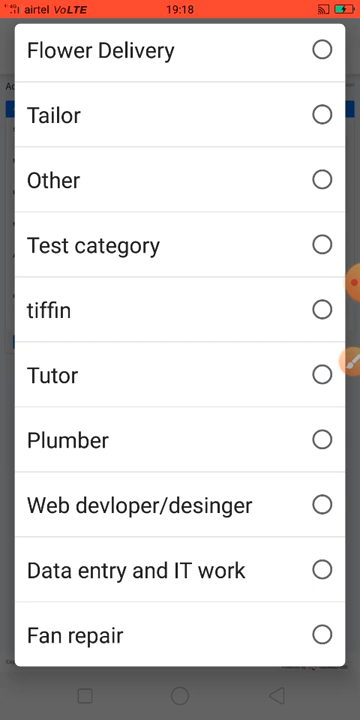 airtel VoLTE 19:18
Flower Delivery
Tailor
Other
Test category
tiffin
Tutor
Plumber
Web devloper/desinger
Data entry and IT work
Fan repair